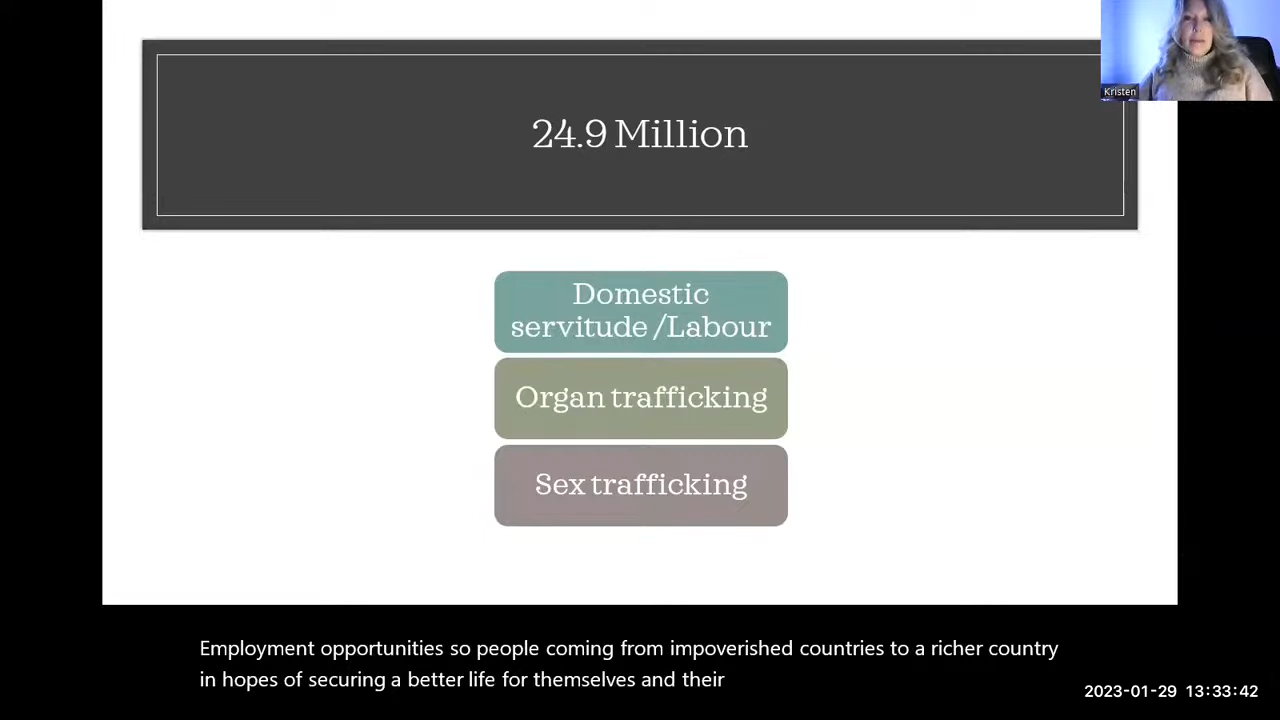 24.9 Million
Kristen
Domestic
servitude /Labour
Organ trafficking
Sex trafficking
Employment opportunities so people coming from impoverished countries to a richer country
in hopes of securing a better life for themselves and their
2023-01-29 13:33:42